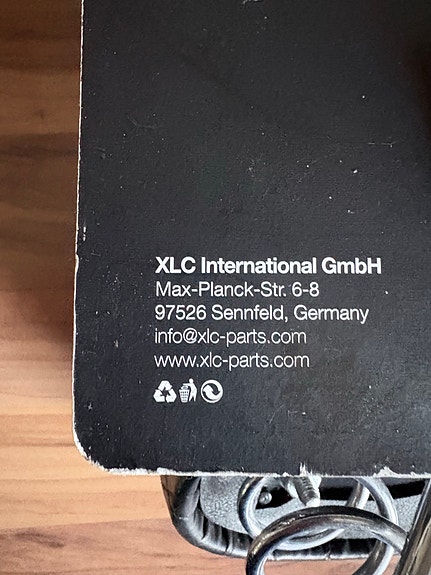 XLC International GmbH
Max-Planck-Str. 6-8
97526 Sennfeld, Germany
info@xlc-parts.com
www.xlc-parts.com